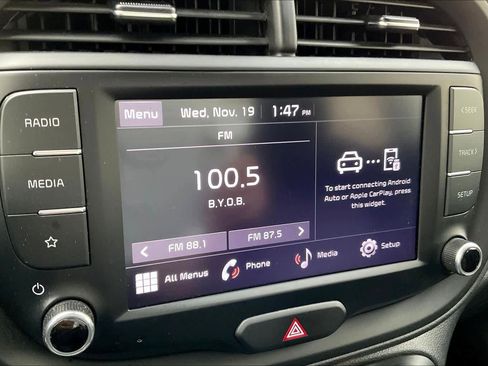 RADIO
MEDIA
Menu
Wed, Nov. 19
1:47 PM
FM
100.5
B.Y.O.B.
< FM 88.1
FM 87.5 >
To start connecting Android
Auto or Apple CarPlay, press
this widget.
All Menus
Phone
Media
Setup
<SEEK
TRACK>
SETUP